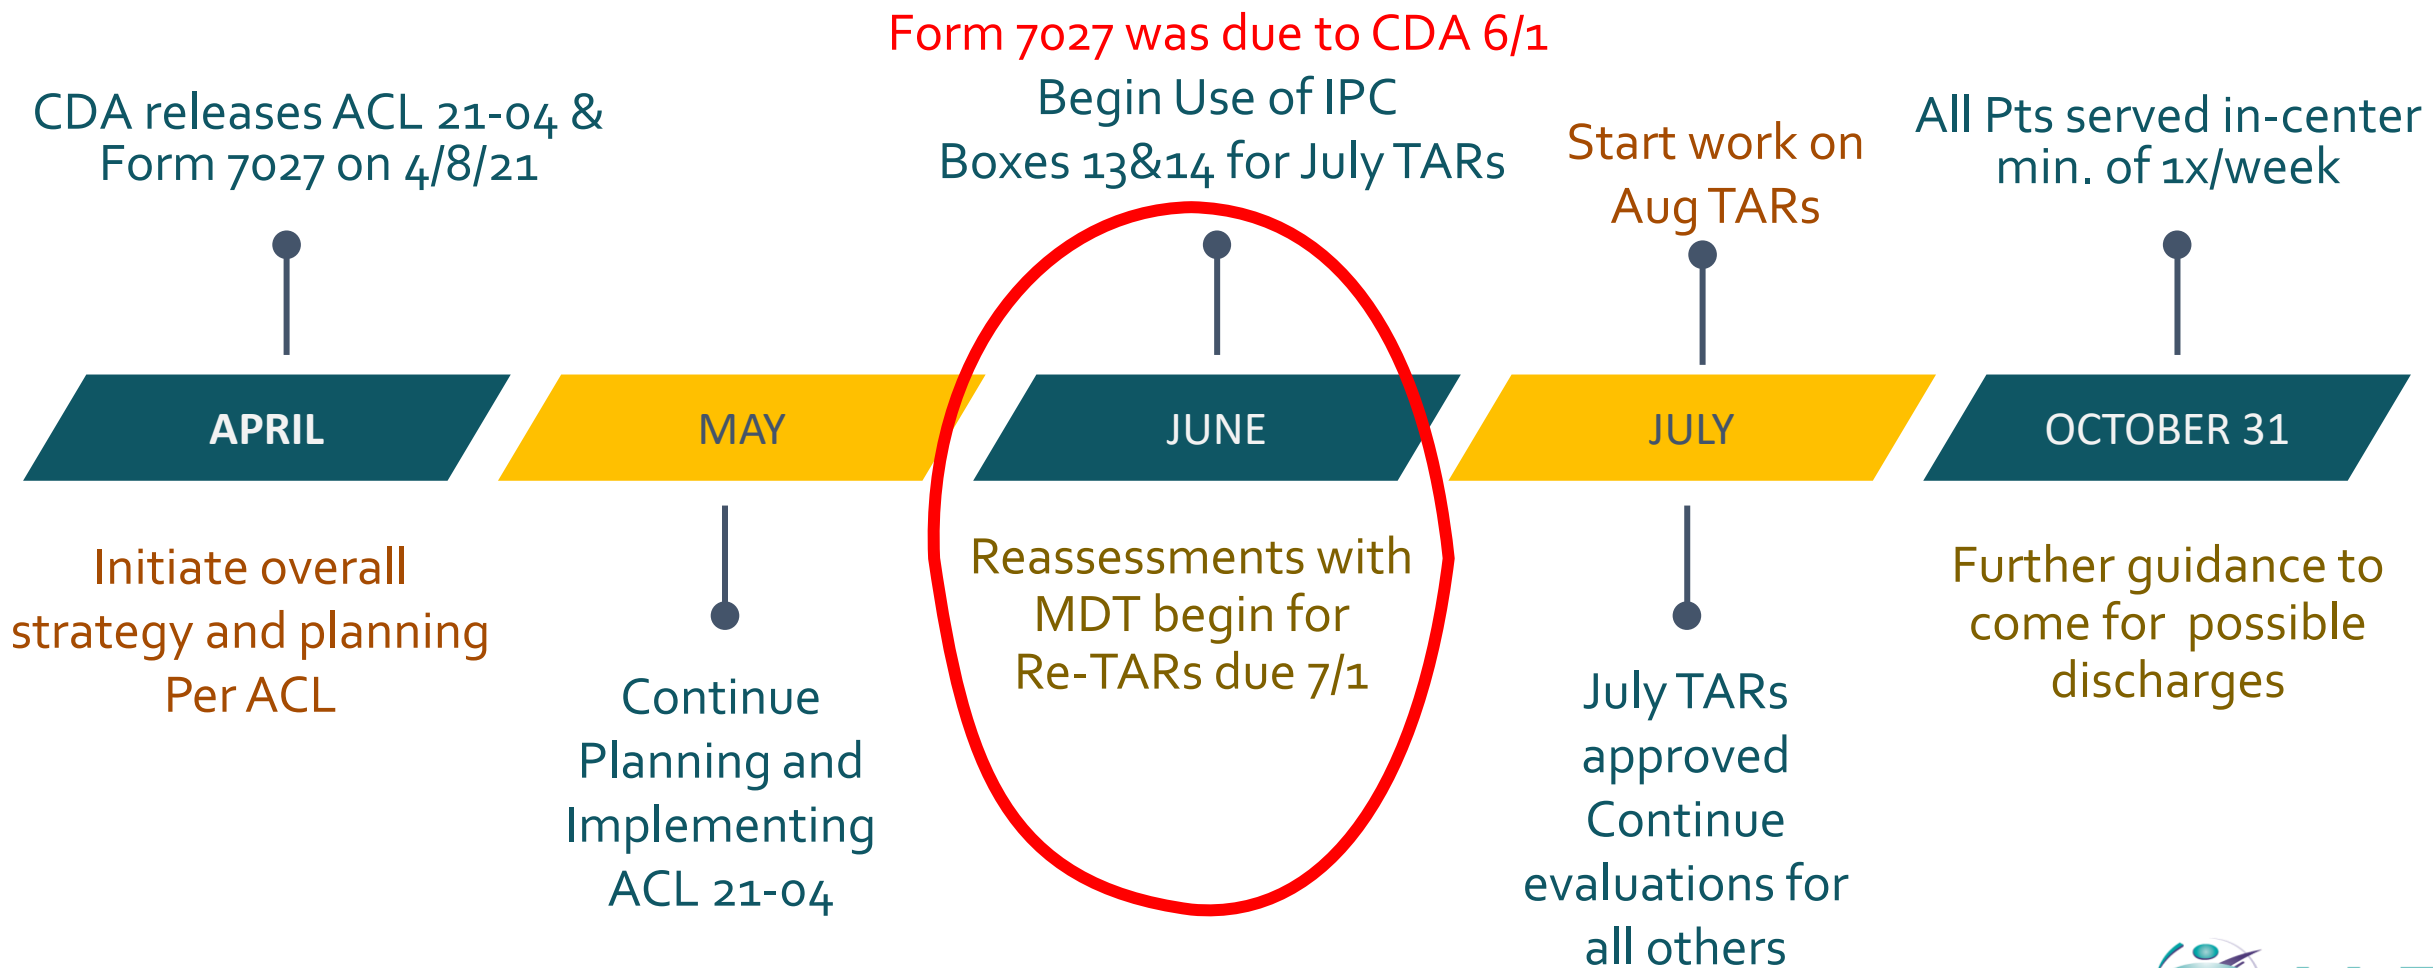 Form 7027 was due to CDA 6/1
Begin Use of IPC
Boxes 13&14 for July TARs
CDA releases ACL 21-04 &
Form 7027 on 4/8/21
Start work on
Aug TARs
All Pts served in-center
min. of 1x/week
APRIL
MAY
JUNE
JULY
OCTOBER 31
Initiate overall
strategy and planning
Per ACL
Continue
Planning and
Implementing
ACL 21-04
Reassessments with
MDT begin for
Re-TARs due 7/1
July TARs
approved
Continue
evaluations for
all others
Further guidance to
come for possible
discharges